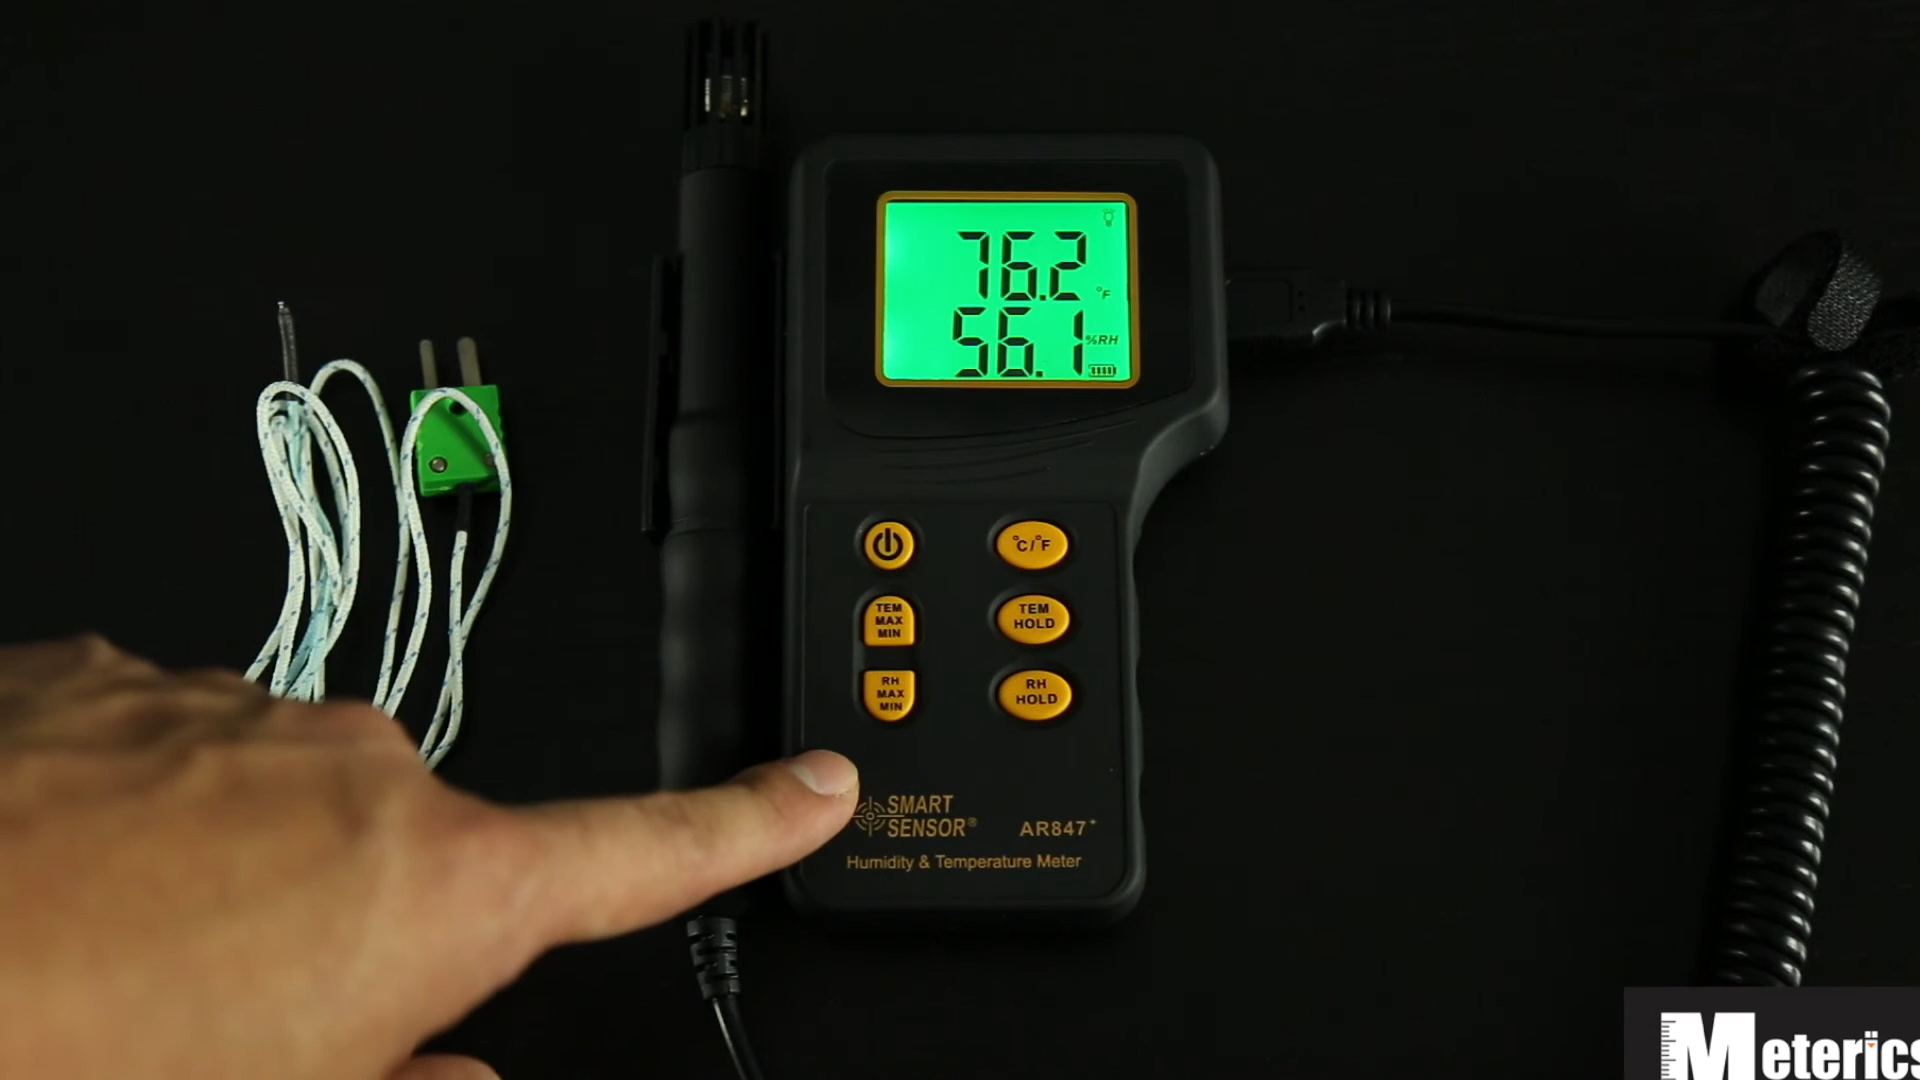 76.2
°F
56.1 %RH
°C/°F
TEM
MAX
MIN
TEM
HOLD
RH
MAX
MIN
RH
HOLD
SMART
SENSOR®
AR847+
Humidity & Temperature Meter
Meterics